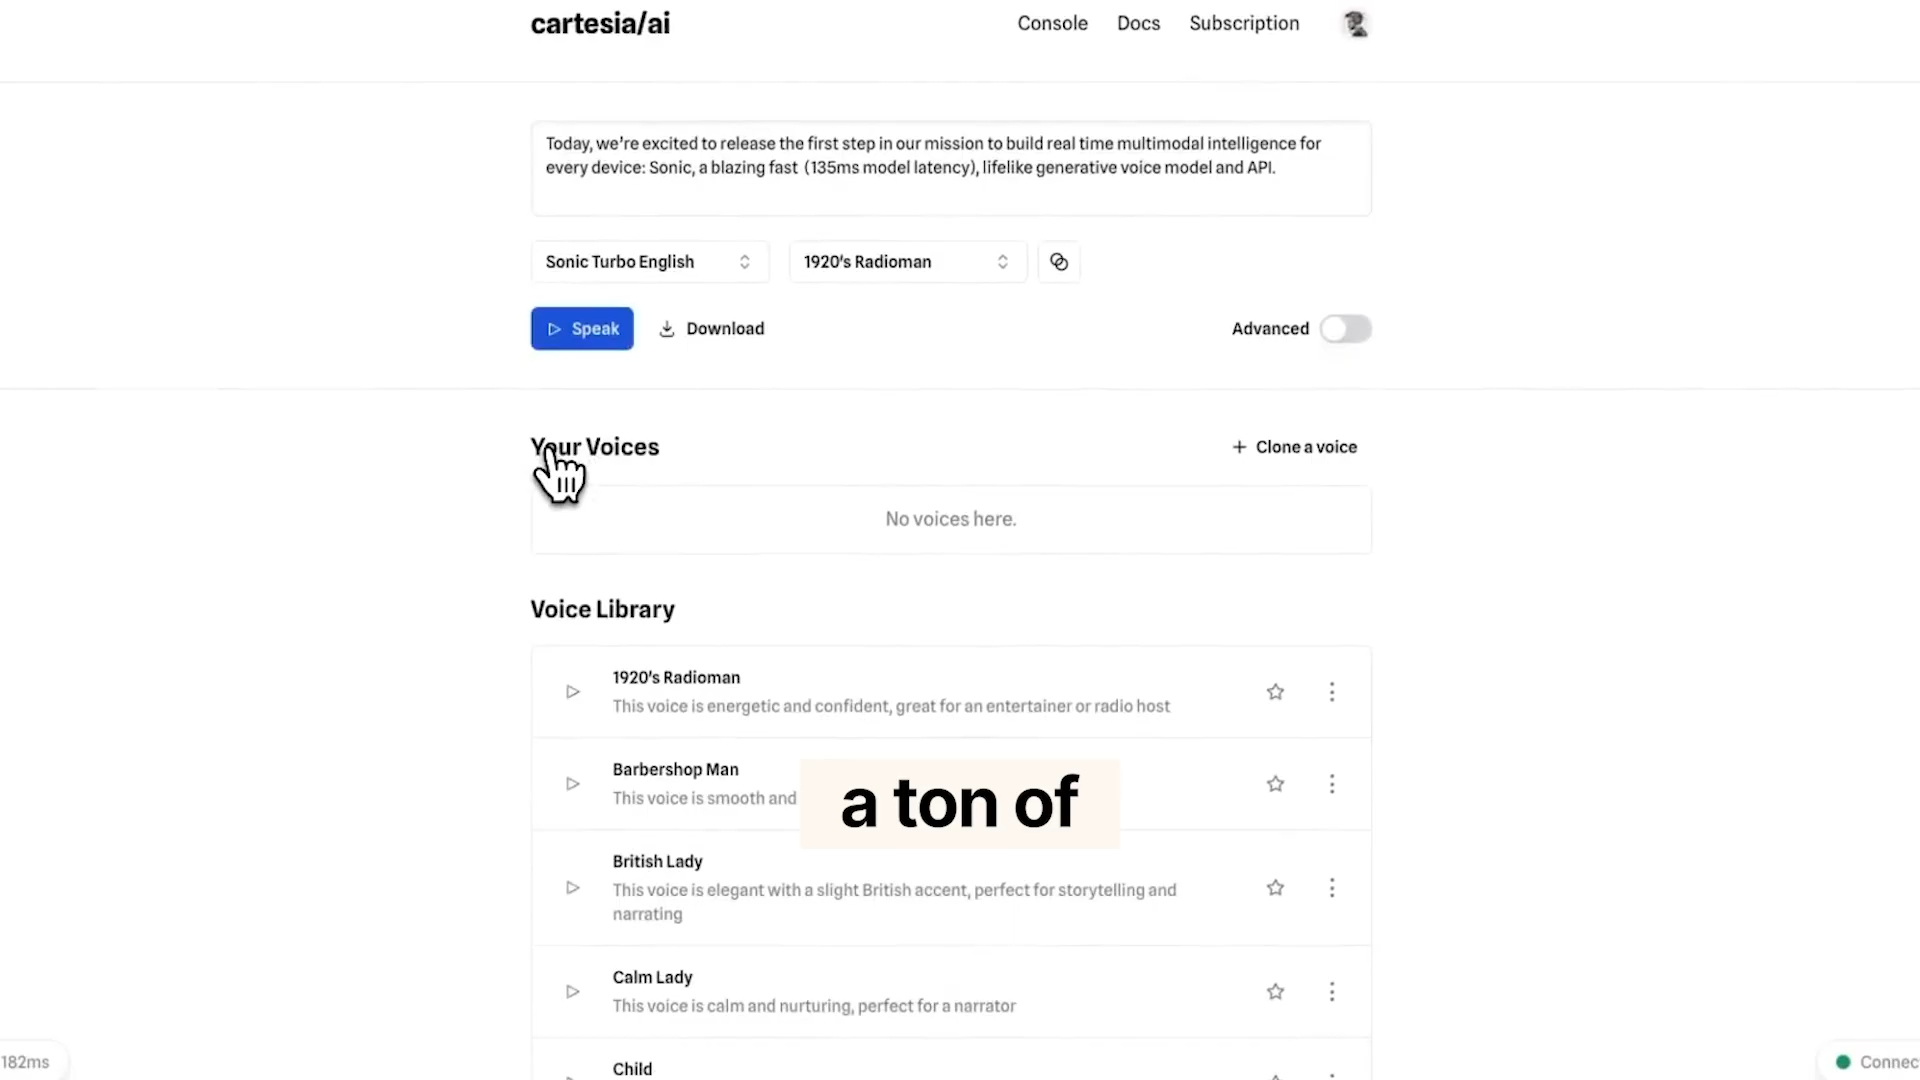 cartesia/ai
Console
Docs
Subscription
Today, we're excited to release the first step in our mission to build real time multimodal intelligence for
every device: Sonic, a blazing fast (135ms model latency), lifelike generative voice model and API.
Sonic Turbo English
1920's Radioman
Speak
Download
Advanced
Your Voices
+ Clone a voice
No voices here.
Voice Library
1920's Radioman
This voice is energetic and confident, great for an entertainer or radio host
Barbershop Man
This voice is smooth and
a ton of
British Lady
This voice is elegant with a slight British accent, perfect for storytelling and
narrating
Calm Lady
This voice is calm and nurturing, perfect for a narrator
Child
182ms
Connec